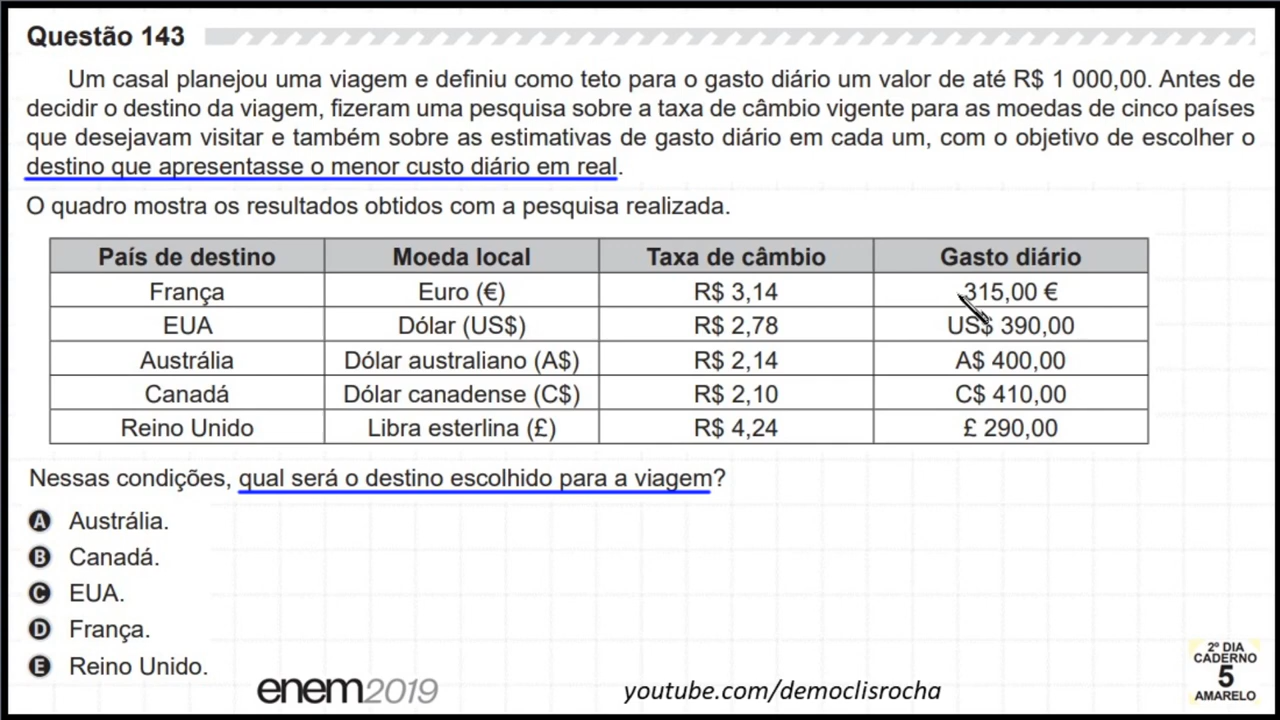 Questão 143
Um casal planejou uma viagem e definiu como teto para o gasto diário um valor de até R$ 1 000,00. Antes de
decidir o destino da viagem, fizeram uma pesquisa sobre a taxa de câmbio vigente para as moedas de cinco países
que desejavam visitar e também sobre as estimativas de gasto diário em cada um, com o objetivo de escolher o
destino que apresentasse o menor custo diário em real.
O quadro mostra os resultados obtidos com a pesquisa realizada.
País de destino Moeda local Taxa de câmbio Gasto diário
França Euro (€) R$ 3,14 315,00 €
EUA Dólar (US$) R$ 2,78 US$ 390,00
Austrália Dólar australiano (A$) R$ 2,14 A$ 400,00
Canadá Dólar canadense (C$) R$ 2,10 C$ 410,00
Reino Unido Libra esterlina (£) R$ 4,24 £ 290,00
Nessas condições, qual será o destino escolhido para a viagem?
A Austrália.
B Canadá.
C EUA.
D França.
E Reino Unido.
enem2019
youtube.com/democlisrocha
2º DIA
CADERNO
5
AMARELO